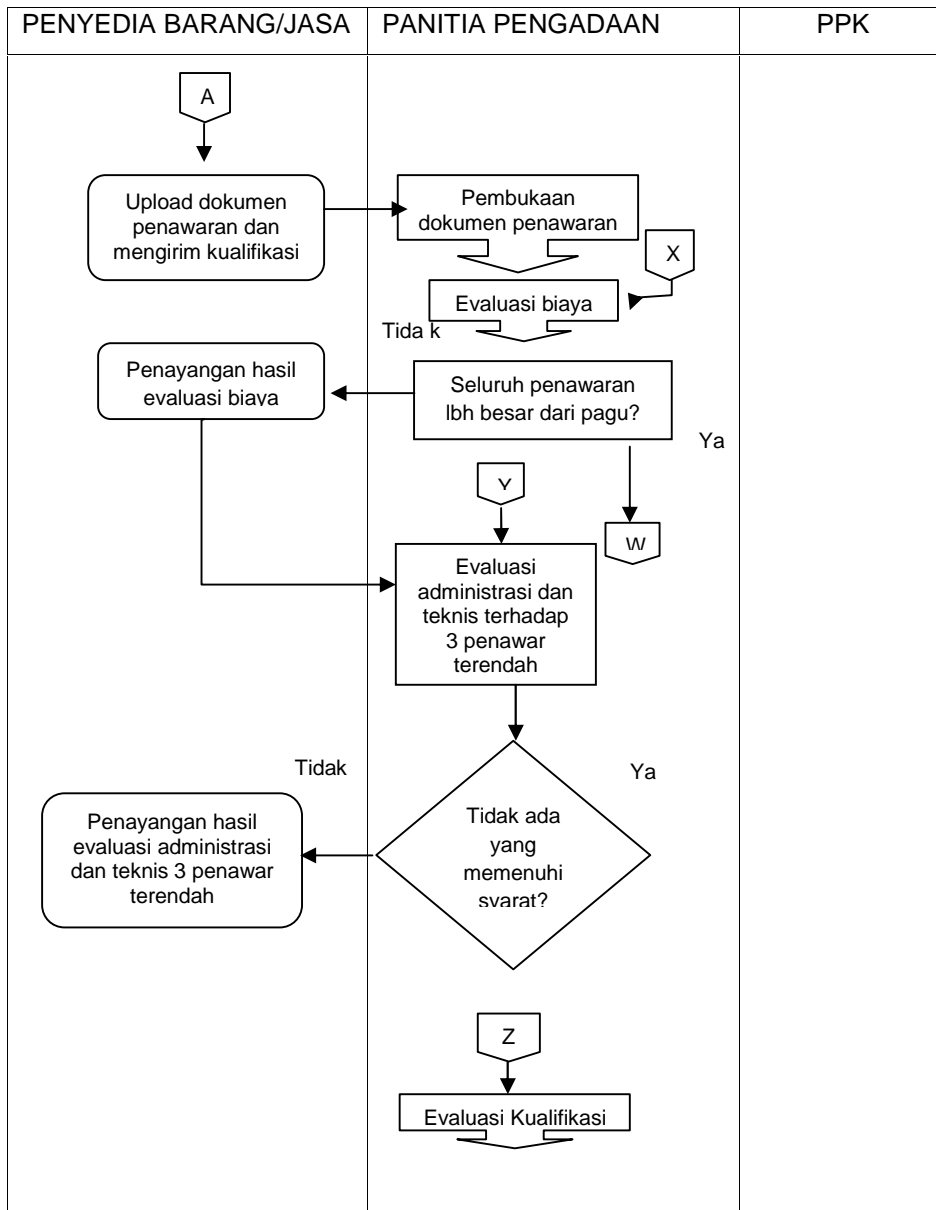 PENYEDIA BARANG/JASA
PANITIA PENGADAAN
PPK
A
Upload dokumen
penawaran dan
mengirim kualifikasi
Pembukaan
dokumen penawaran
X
Evaluasi biaya
Tida k
Penayangan hasil
evaluasi biaya
Seluruh penawaran
lbh besar dari pagu?
Ya
Y
W
Evaluasi
administrasi dan
teknis terhadap
3 penawar
terendah
Tidak
Ya
Tidak ada
yang
memenuhi
syarat?
Penayangan hasil
evaluasi administrasi
dan teknis 3 penawar
terendah
Z
Evaluasi Kualifikasi